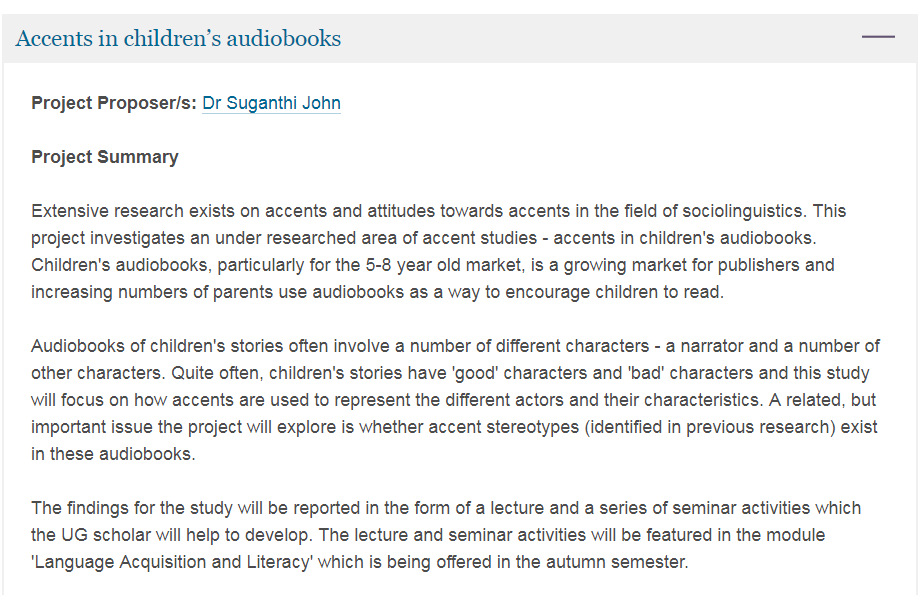 Accents in children’s audiobooks
Project Proposer/s: Dr Suganthi John
Project Summary
Extensive research exists on accents and attitudes towards accents in the field of sociolinguistics. This
project investigates an under researched area of accent studies - accents in children's audiobooks.
Children's audiobooks, particularly for the 5-8 year old market, is a growing market for publishers and
increasing numbers of parents use audiobooks as a way to encourage children to read.
Audiobooks of children's stories often involve a number of different characters - a narrator and a number of
other characters. Quite often, children's stories have 'good' characters and 'bad' characters and this study
will focus on how accents are used to represent the different actors and their characteristics. A related, but
important issue the project will explore is whether accent stereotypes (identified in previous research) exist
in these audiobooks.
The findings for the study will be reported in the form of a lecture and a series of seminar activities which
the UG scholar will help to develop. The lecture and seminar activities will be featured in the module
'Language Acquisition and Literacy' which is being offered in the autumn semester.